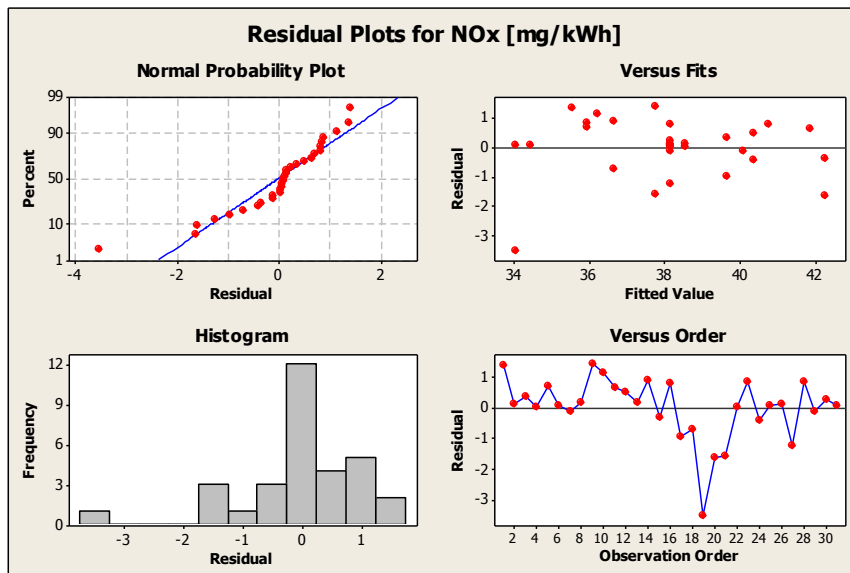 Residual Plots for NOx [mg/kWh]
Normal Probability Plot
99
90
50
10
1
Percent
-4 -2 0 2
Residual
Versus Fits
1
0
-1
-2
-3
Residual
34 36 38 40 42
Fitted Value
Histogram
12
9
6
3
0
Frequency
-3 -2 -1 0 1
Residual
Versus Order
1
0
-1
-2
-3
Residual
2 4 6 8 10 12 14 16 18 20 22 24 26 28 30
Observation Order